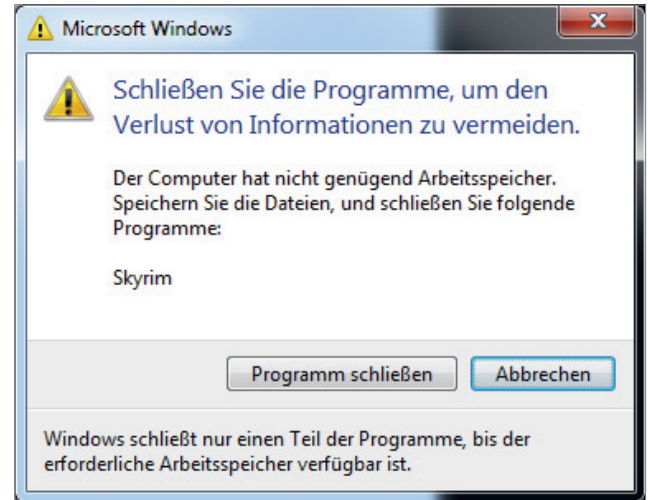 Microsoft Windows
Schließen Sie die Programme, um den
Verlust von Informationen zu vermeiden.
Der Computer hat nicht genügend Arbeitsspeicher.
Speichern Sie die Dateien, und schließen Sie folgende
Programme:
Skyrim
Programm schließen
Abbrechen
Windows schließt nur einen Teil der Programme, bis der
erforderliche Arbeitsspeicher verfügbar ist.